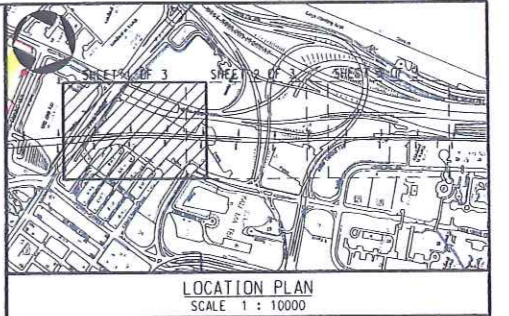 SHEET 1 OF 3 SHEET 2 OF 3 SHEET 3 OF 3
LOCATION PLAN
SCALE 1 : 10000